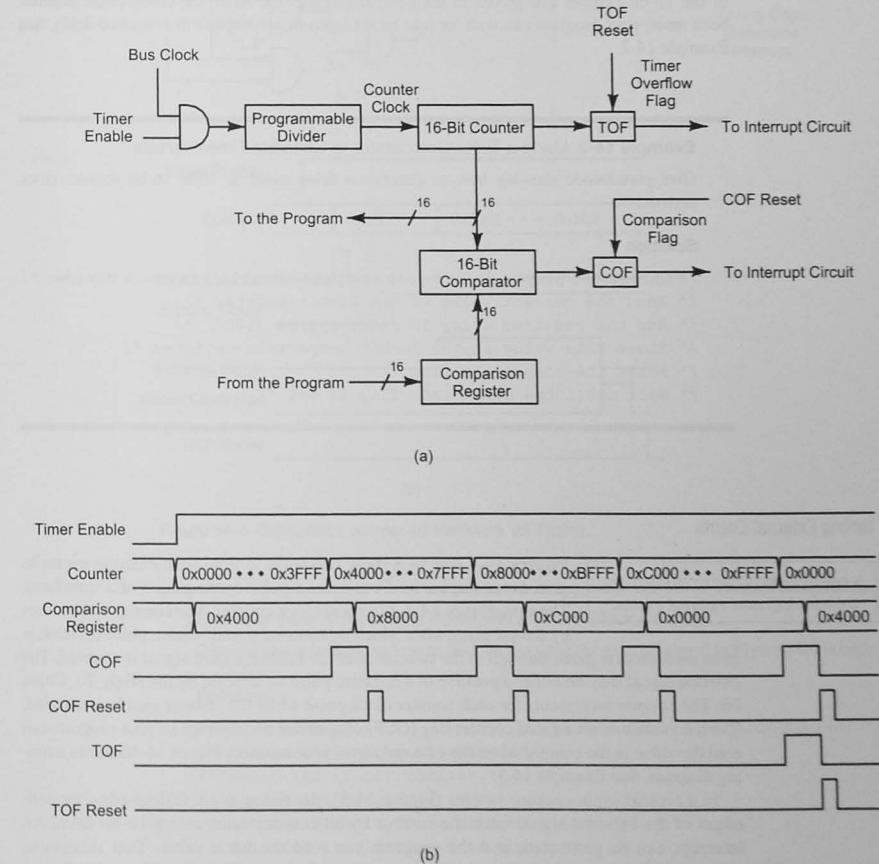 TOF
Reset
Bus Clock
Timer
Overflow
Flag
Counter
Clock
Timer
Enable
Programmable
Divider
16-Bit Counter
TOF
To Interrupt Circuit
16
16
To the Program
COF Reset
Comparison
Flag
16-Bit
Comparator
COF
To Interrupt Circuit
16
From the Program
16
Comparison
Register
(a)
Timer Enable
Counter
0x0000 • • • 0x3FFF
0x4000 • • • 0x7FFF
0x8000 • • • 0xBFFF
0xC000 • • • 0xFFFF
0x0000
Comparison
Register
0x4000
0x8000
0xC000
0x0000
0x4000
COF
COF Reset
TOF
TOF Reset
(b)